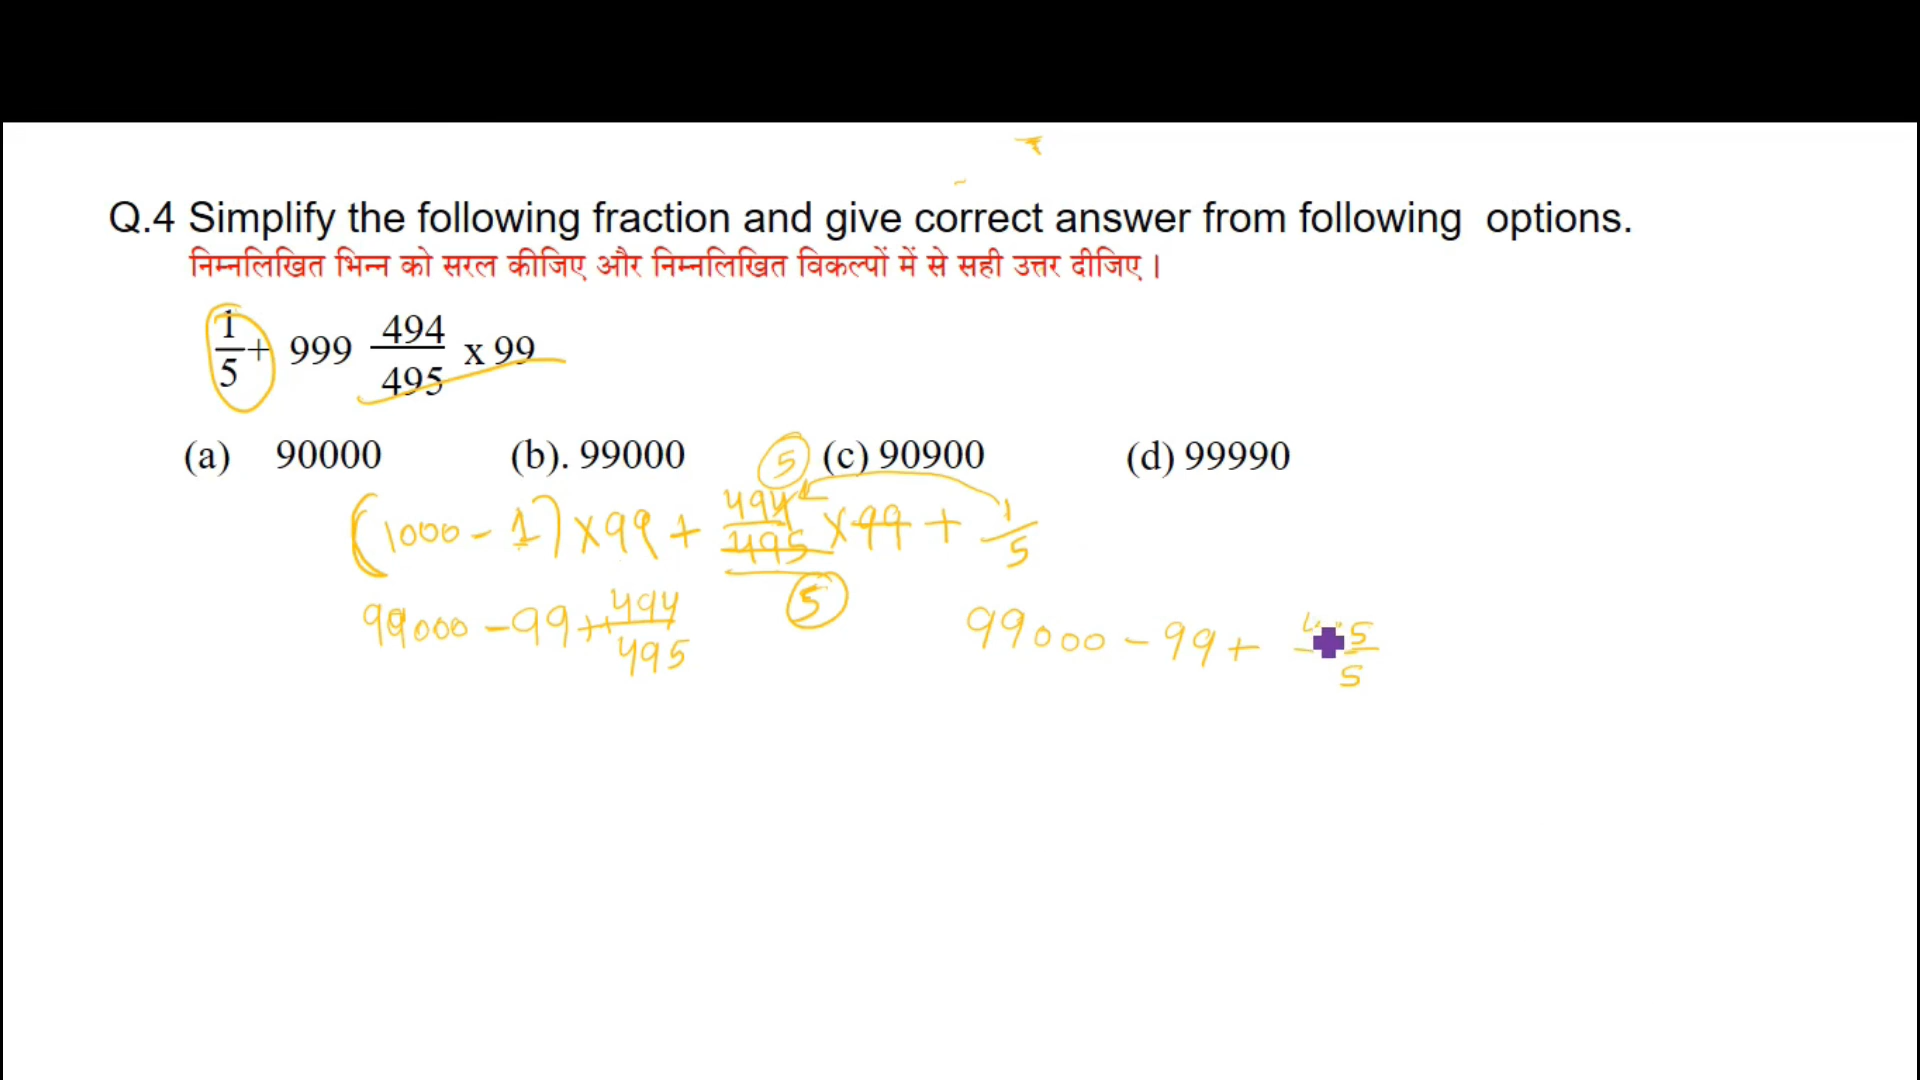 Q.4 Simplify the following fraction and give correct answer from following options.
निम्नलिखित भिन्न को सरल कीजिए और निम्नलिखित विकल्पों में से सही उत्तर दीजिए।
1/5 + 999 494/495 x 99
(a) 90000 (b). 99000 (c) 90900 (d) 99990
5
(1000 - 1) × 99 + 494/495 × 99 + 1/5
5
99000 - 99 + 494/495
99000 - 99 +